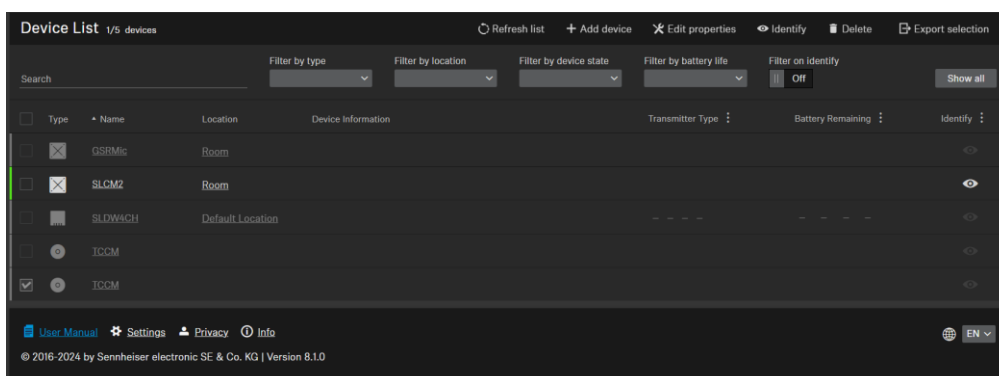 Device List 1/5 devices
Refresh list
Add device
Edit properties
Identify
Delete
Export selection
Search
Filter by type
Filter by location
Filter by device state
Filter by battery life
Filter on identify
Off
Show all
Type
Name
Location
Device Information
Transmitter Type
Battery Remaining
Identify
GSRMic Room
SLCM2 Room
SLDW4CH Default Location – – – – – – – –
TCCM
TCCM
User Manual Settings Privacy Info
EN
© 2016-2024 by Sennheiser electronic SE & Co. KG | Version 8.1.0